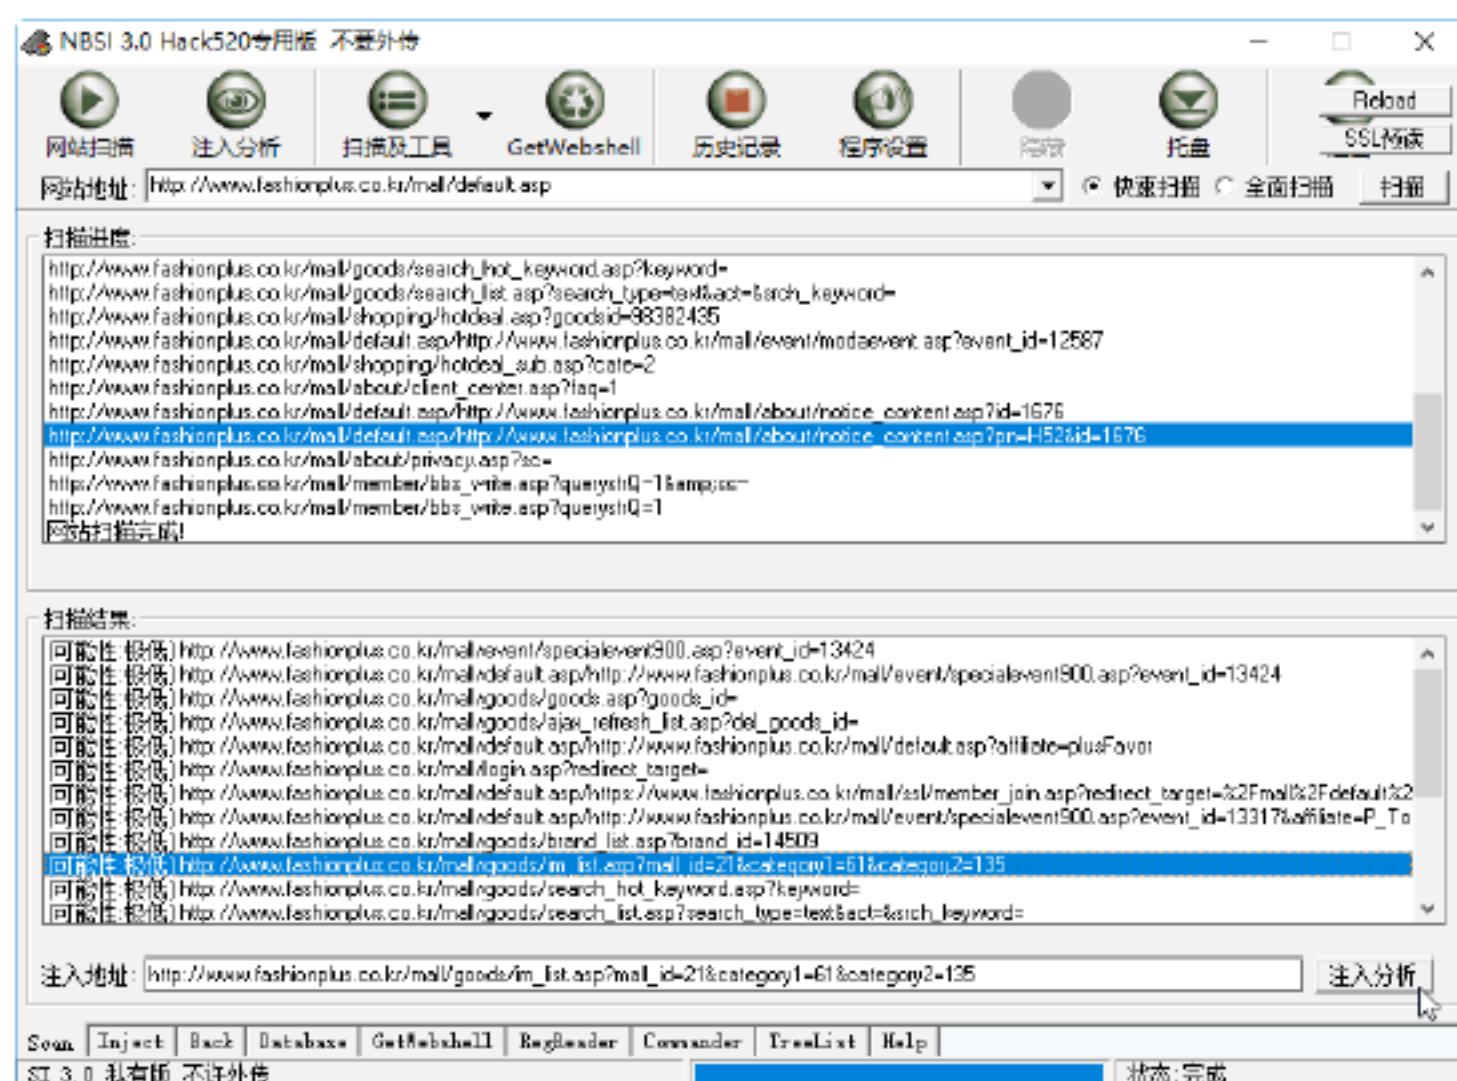 NBSI 3.0 Hack520专用版 不要外传
网站扫描 注入分析 扫描及工具 GetWebshell 历史记录 程序设置 隐藏 托盘
Reload
SSL预读
网站地址: http://www.fashionplus.co.kr/mall/default.asp 快速扫描 全面扫描 扫描
扫描进度:
http://www.fashionplus.co.kr/mall/goods/search_hot_keyword.asp?keyword=
http://www.fashionplus.co.kr/mall/goods/search_list.asp?search_type=text&act=&srch_keyword=
http://www.fashionplus.co.kr/mall/shopping/hotdeal.asp?goodsid=98382435
http://www.fashionplus.co.kr/mall/default.asp/http://www.fashionplus.co.kr/mall/event/modaevent.asp?event_id=12587
http://www.fashionplus.co.kr/mall/shopping/hotdeal_sub.asp?cate=2
http://www.fashionplus.co.kr/mall/about/client_center.asp?faq=1
http://www.fashionplus.co.kr/mall/default.asp/http://www.fashionplus.co.kr/mall/about/notice_content.asp?id=1676
http://www.fashionplus.co.kr/mall/default.asp/http://www.fashionplus.co.kr/mall/about/notice_content.asp?pn=H52&id=1676
http://www.fashionplus.co.kr/mall/about/privacy.asp?sc=
http://www.fashionplus.co.kr/mall/member/bbs_write.asp?querystrQ=1&amp;ss=
http://www.fashionplus.co.kr/mall/member/bbs_write.asp?querystrQ=1
网站扫描完成!
扫描结果:
可能性:极低) http://www.fashionplus.co.kr/mall/event/specialevent900.asp?event_id=13424
可能性:极低) http://www.fashionplus.co.kr/mall/default.asp/http://www.fashionplus.co.kr/mall/event/specialevent900.asp?event_id=13424
可能性:极低) http://www.fashionplus.co.kr/mall/goods/goods.asp?goods_id=
可能性:极低) http://www.fashionplus.co.kr/mall/goods/ajax_refresh_list.asp?del_goods_id=
可能性:极低) http://www.fashionplus.co.kr/mall/default.asp/http://www.fashionplus.co.kr/mall/default.asp?affiliate=plusFavor
可能性:极低) http://www.fashionplus.co.kr/mall/login.asp?redirect_target=
可能性:极低) http://www.fashionplus.co.kr/mall/default.asp/https://www.fashionplus.co.kr/mall/ssl/member_join.asp?redirect_target=%2Fmall%2Fdefault%2
可能性:极低) http://www.fashionplus.co.kr/mall/default.asp/http://www.fashionplus.co.kr/mall/event/specialevent900.asp?event_id=13317&affiliate=P_To
可能性:极低) http://www.fashionplus.co.kr/mall/goods/brand_list.asp?brand_id=14509
可能性:极低) http://www.fashionplus.co.kr/mall/goods/im_list.asp?mall_id=21&category1=61&category2=135
可能性:极低) http://www.fashionplus.co.kr/mall/goods/search_hot_keyword.asp?keyword=
可能性:极低) http://www.fashionplus.co.kr/mall/goods/search_list.asp?search_type=text&act=&srch_keyword=
注入地址: http://www.fashionplus.co.kr/mall/goods/im_list.asp?mall_id=21&category1=61&category2=135 注入分析
Scan Inject Back Database GetWebshell RegReader Commander TreeList Help
SI 3.0 私有版 不许外传 状态:完成